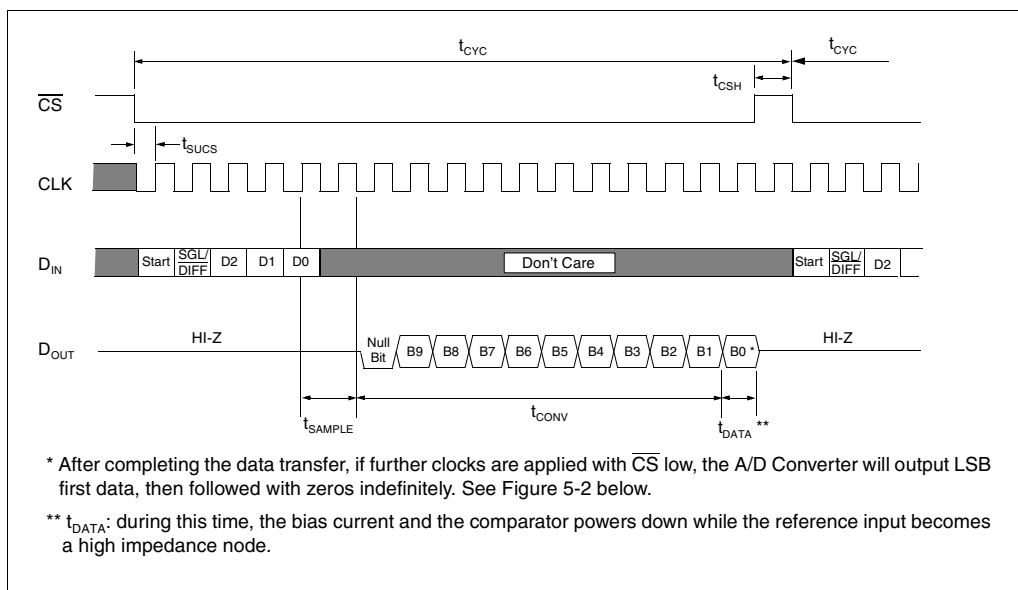 tCYC tCYC
tCSH
CS
tSUCS
CLK
DIN Start SGL/DIFF D2 D1 D0 Don't Care Start SGL/DIFF D2
DOUT HI-Z Null Bit B9 B8 B7 B6 B5 B4 B3 B2 B1 B0 * HI-Z
tSAMPLE tCONV tDATA **
* After completing the data transfer, if further clocks are applied with CS low, the A/D Converter will output LSB
first data, then followed with zeros indefinitely. See Figure 5-2 below.
** tDATA: during this time, the bias current and the comparator powers down while the reference input becomes
a high impedance node.